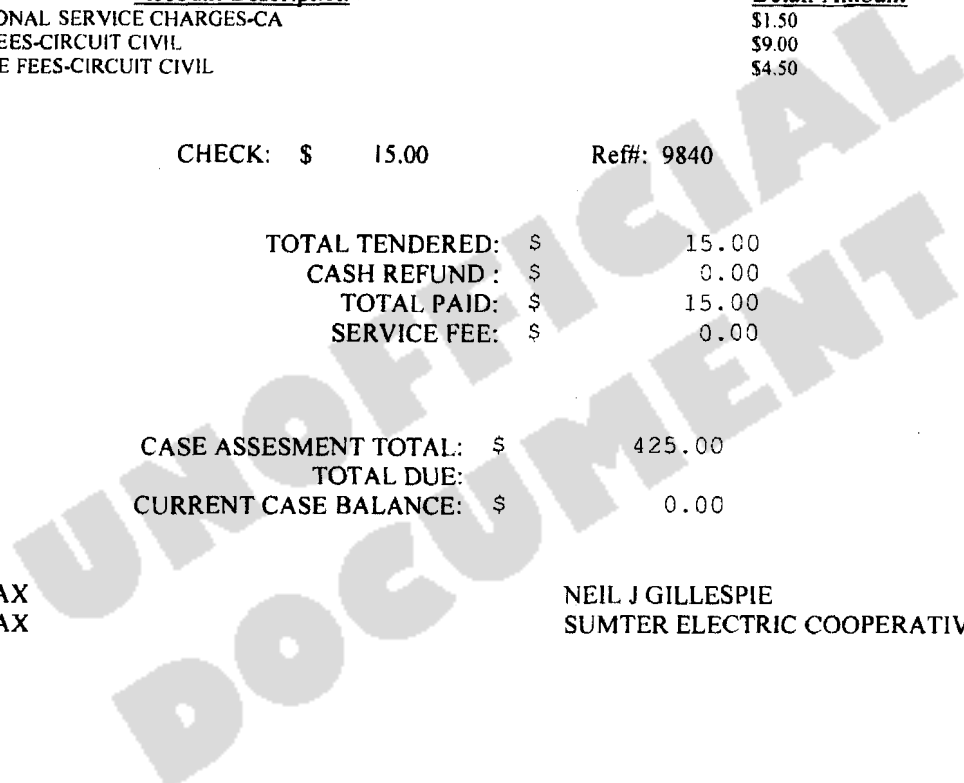 ONAL SERVICE CHARGES-CA $1.50
EES-CIRCUIT CIVIL $9.00
E FEES-CIRCUIT CIVIL $4.50
CHECK: $ 15.00 Ref#: 9840
TOTAL TENDERED: $ 15.00
CASH REFUND : $ 0.00
TOTAL PAID: $ 15.00
SERVICE FEE: $ 0.00
CASE ASSESMENT TOTAL: $ 425.00
TOTAL DUE:
CURRENT CASE BALANCE: $ 0.00
AX NEIL J GILLESPIE
AX SUMTER ELECTRIC COOPERATIV
UNOFFICIAL
DOCUMENT